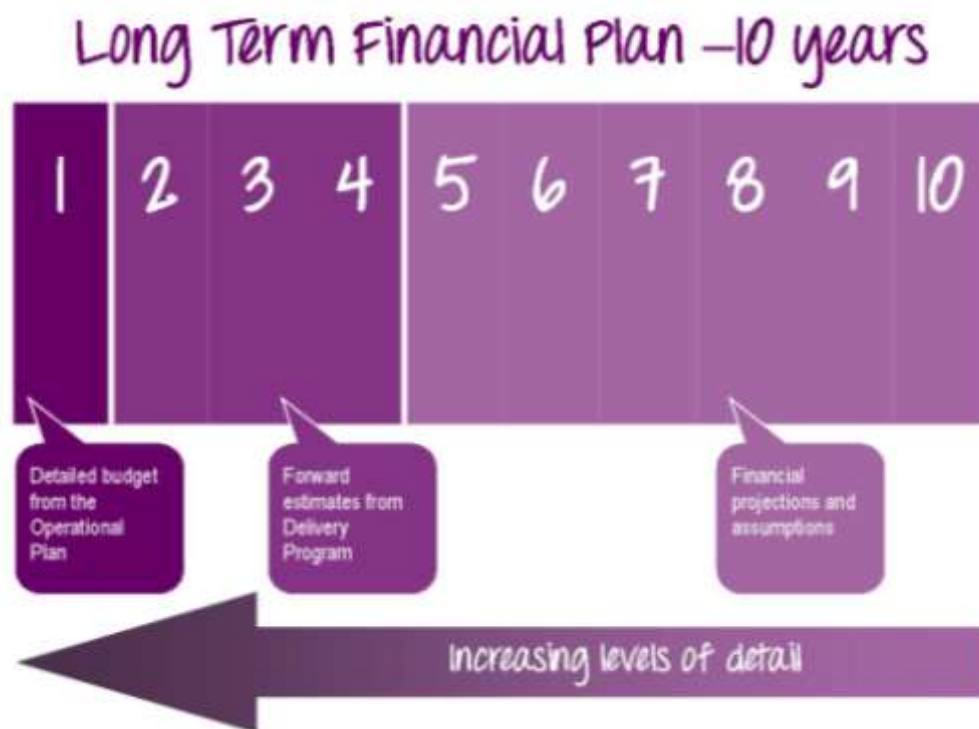 Long Term Financial Plan –10 years
1 2 3 4 5 6 7 8 9 10
Detailed budget
from the
Operational
Plan
Forward
estimates from
Delivery
Program
Financial
projections and
assumptions
Increasing levels of detail